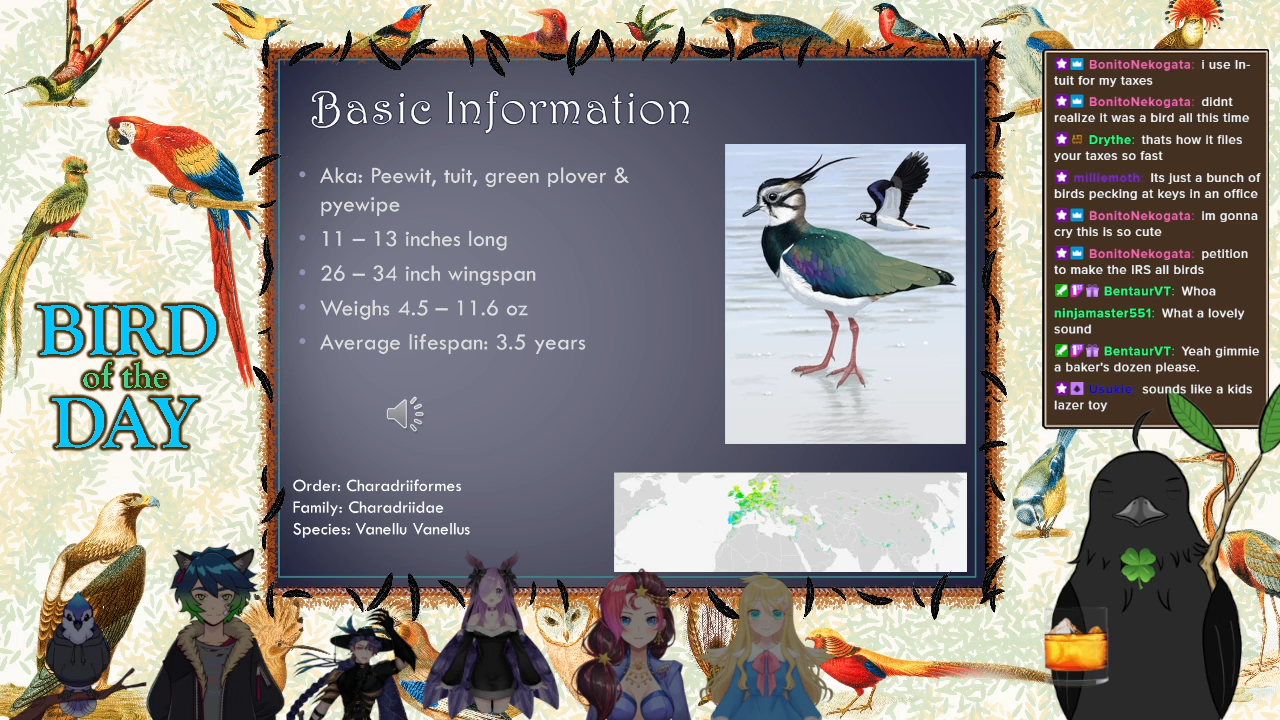 Basic Information
• Aka: Peewit, tuit, green plover &
pyewipe
• 11 – 13 inches long
• 26 – 34 inch wingspan
• Weighs 4.5 – 11.6 oz
• Average lifespan: 3.5 years
Order: Charadriiformes
Family: Charadriidae
Species: Vanellu Vanellus
BIRD
of the
DAY
BonitoNekogata: i use In-
tuit for my taxes
BonitoNekogata: didnt
realize it was a bird all this time
Drythe: thats how it files
your taxes so fast
milliemoth: Its just a bunch of
birds pecking at keys in an office
BonitoNekogata: im gonna
cry this is so cute
BonitoNekogata: petition
to make the IRS all birds
BentaurVT: Whoa
ninjamaster551: What a lovely
sound
BentaurVT: Yeah gimmie
a baker's dozen please.
Usukie: sounds like a kids
lazer toy